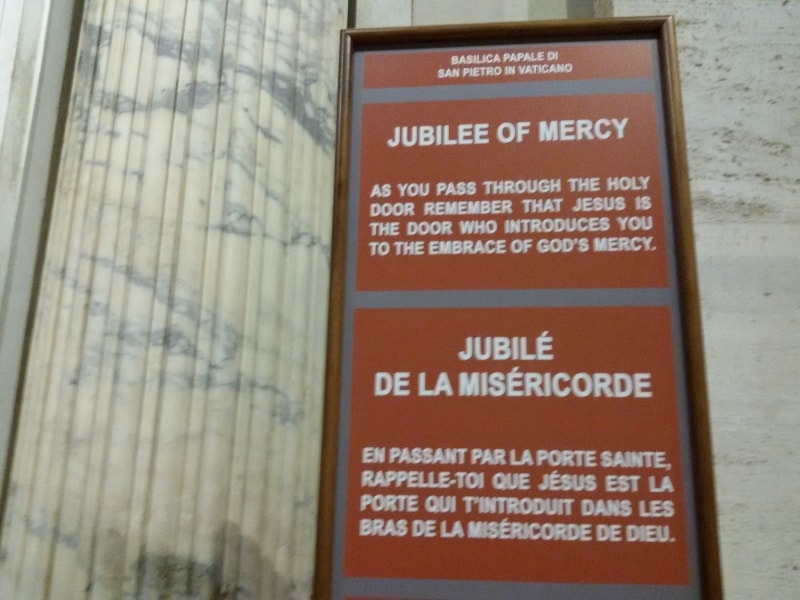 BASILICA PAPALE DI
SAN PIETRO IN VATICANO
JUBILEE OF MERCY
AS YOU PASS THROUGH THE HOLY
DOOR REMEMBER THAT JESUS IS
THE DOOR WHO INTRODUCES YOU
TO THE EMBRACE OF GOD'S MERCY.
JUBILÉ
DE LA MISÉRICORDE
EN PASSANT PAR LA PORTE SAINTE,
RAPPELLE-TOI QUE JÉSUS EST LA
PORTE QUI T'INTRODUIT DANS LES
BRAS DE LA MISÉRICORDE DE DIEU.